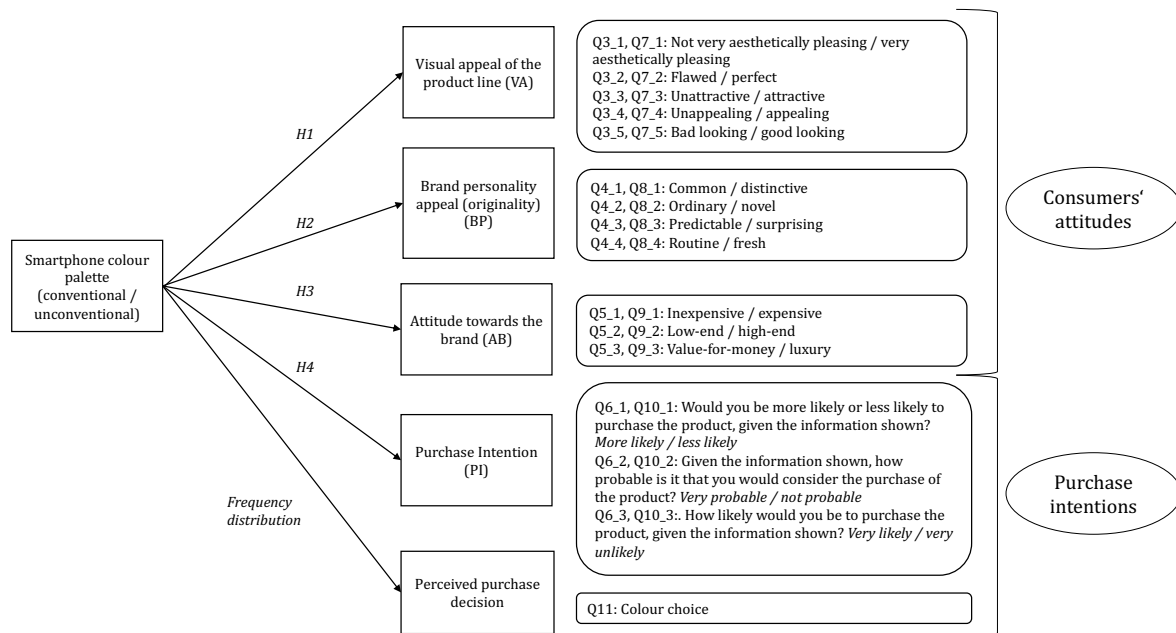 Smartphone colour
palette
(conventional /
unconventional)
H1
H2
H3
H4
Frequency
distribution
Visual appeal of the
product line (VA)
Q3_1, Q7_1: Not very aesthetically pleasing / very
aesthetically pleasing
Q3_2, Q7_2: Flawed / perfect
Q3_3, Q7_3: Unattractive / attractive
Q3_4, Q7_4: Unappealing / appealing
Q3_5, Q7_5: Bad looking / good looking
Brand personality
appeal (originality)
(BP)
Q4_1, Q8_1: Common / distinctive
Q4_2, Q8_2: Ordinary / novel
Q4_3, Q8_3: Predictable / surprising
Q4_4, Q8_4: Routine / fresh
Attitude towards the
brand (AB)
Q5_1, Q9_1: Inexpensive / expensive
Q5_2, Q9_2: Low-end / high-end
Q5_3, Q9_3: Value-for-money / luxury
Purchase Intention
(PI)
Q6_1, Q10_1: Would you be more likely or less likely to
purchase the product, given the information shown?
More likely / less likely
Q6_2, Q10_2: Given the information shown, how
probable is it that you would consider the purchase of
the product? Very probable / not probable
Q6_3, Q10_3:. How likely would you be to purchase the
product, given the information shown? Very likely / very
unlikely
Perceived purchase
decision
Q11: Colour choice
Consumers‘
attitudes
Purchase
intentions